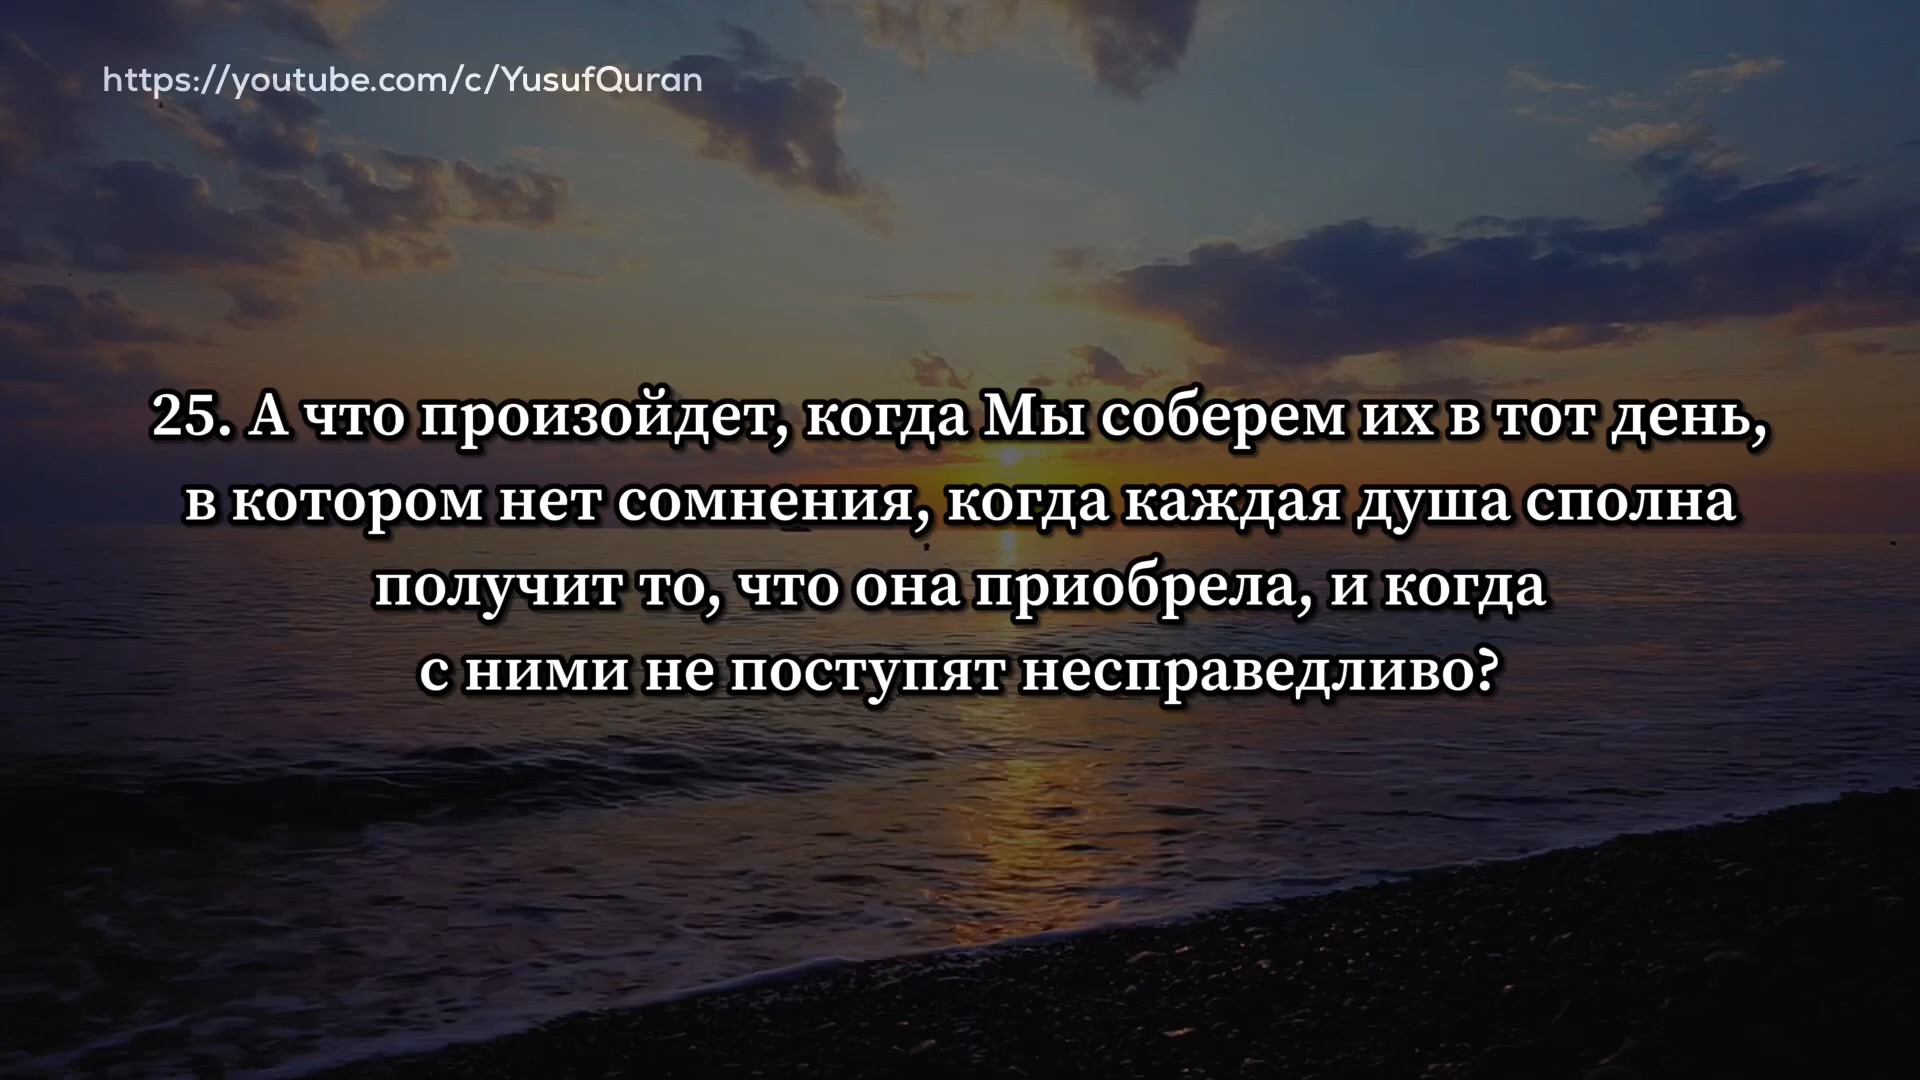 https://youtube.com/c/YusufQuran
25. А что произойдет, когда Мы соберем их в тот день,
в котором нет сомнения, когда каждая душа сполна
получит то, что она приобрела, и когда
с ними не поступят несправедливо?